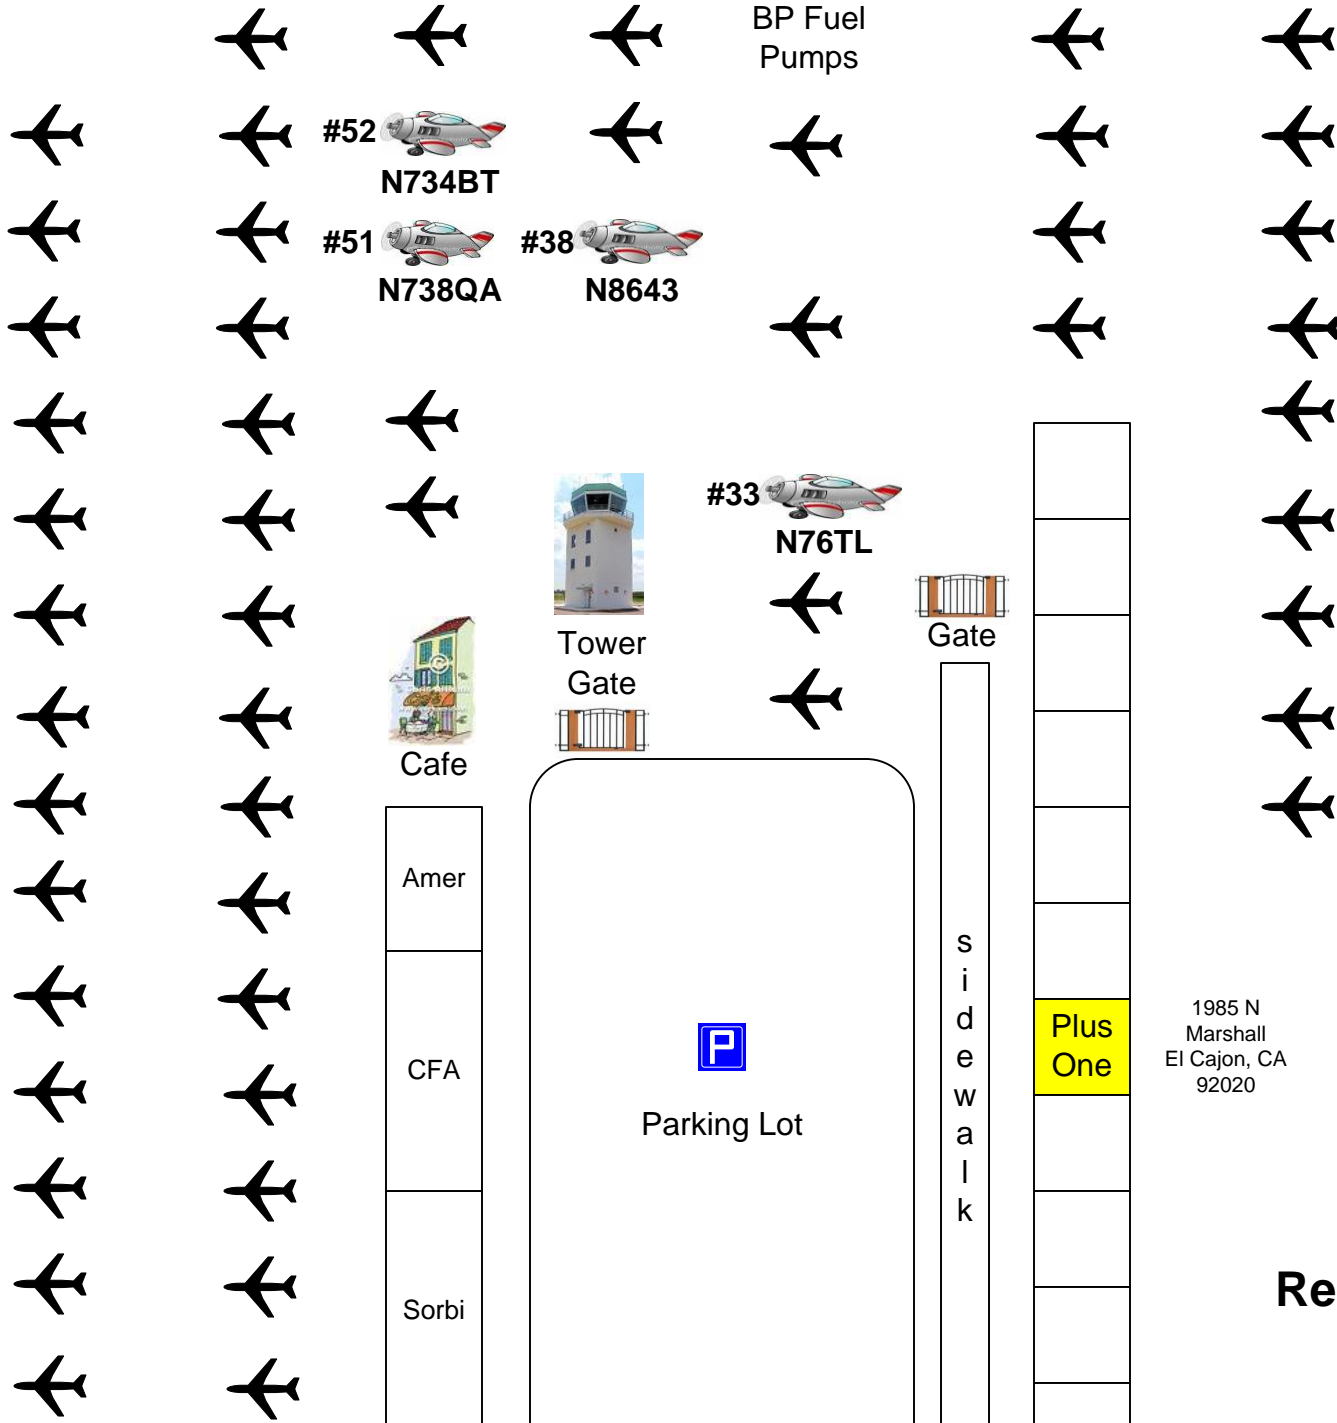 BP Fuel
Pumps
#52
N734BT
#51
N738QA
#38
N8643
#33
N76TL
Gate
Tower
Gate
Cafe
Amer
CFA
Sorbi
P
Parking Lot
s
i
d
e
w
a
l
k
Plus
One
1985 N
Marshall
El Cajon, CA
92020
Re